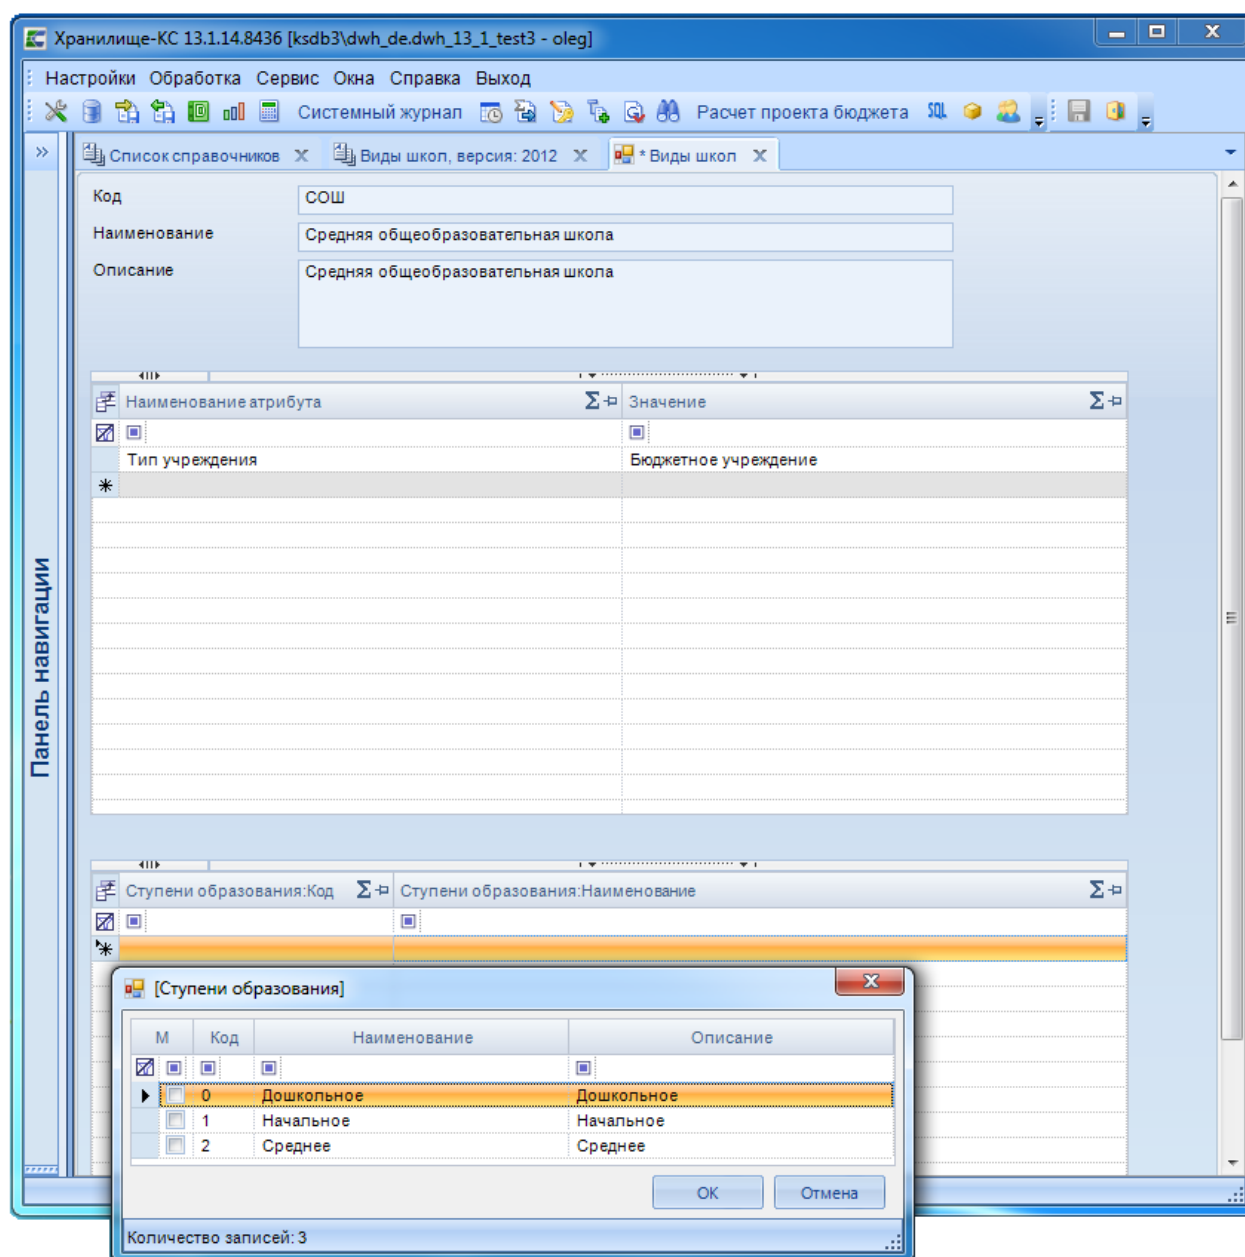 Хранилище-КС 13.1.14.8436 [ksdb3\dwh_de.dwh_13_1_test3 - oleg]
Настройки Обработка Сервис Окна Справка Выход
Системный журнал Расчет проекта бюджета SQL
Список справочников Виды школ, версия: 2012 * Виды школ
Панель навигации
Код СОШ
Наименование Средняя общеобразовательная школа
Описание Средняя общеобразовательная школа
Наименование атрибута Значение
Тип учреждения Бюджетное учреждение
Ступени образования:Код Ступени образования:Наименование
[Ступени образования]
М Код Наименование Описание
0 Дошкольное Дошкольное
1 Начальное Начальное
2 Среднее Среднее
ОК Отмена
Количество записей: 3